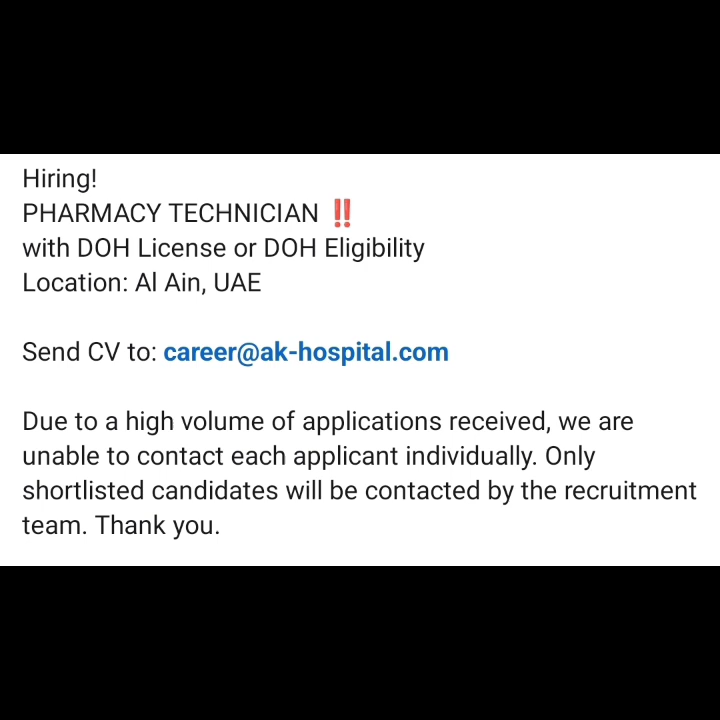 Hiring!
PHARMACY TECHNICIAN ‼️
with DOH License or DOH Eligibility
Location: Al Ain, UAE
Send CV to: career@ak-hospital.com
Due to a high volume of applications received, we are
unable to contact each applicant individually. Only
shortlisted candidates will be contacted by the recruitment
team. Thank you.